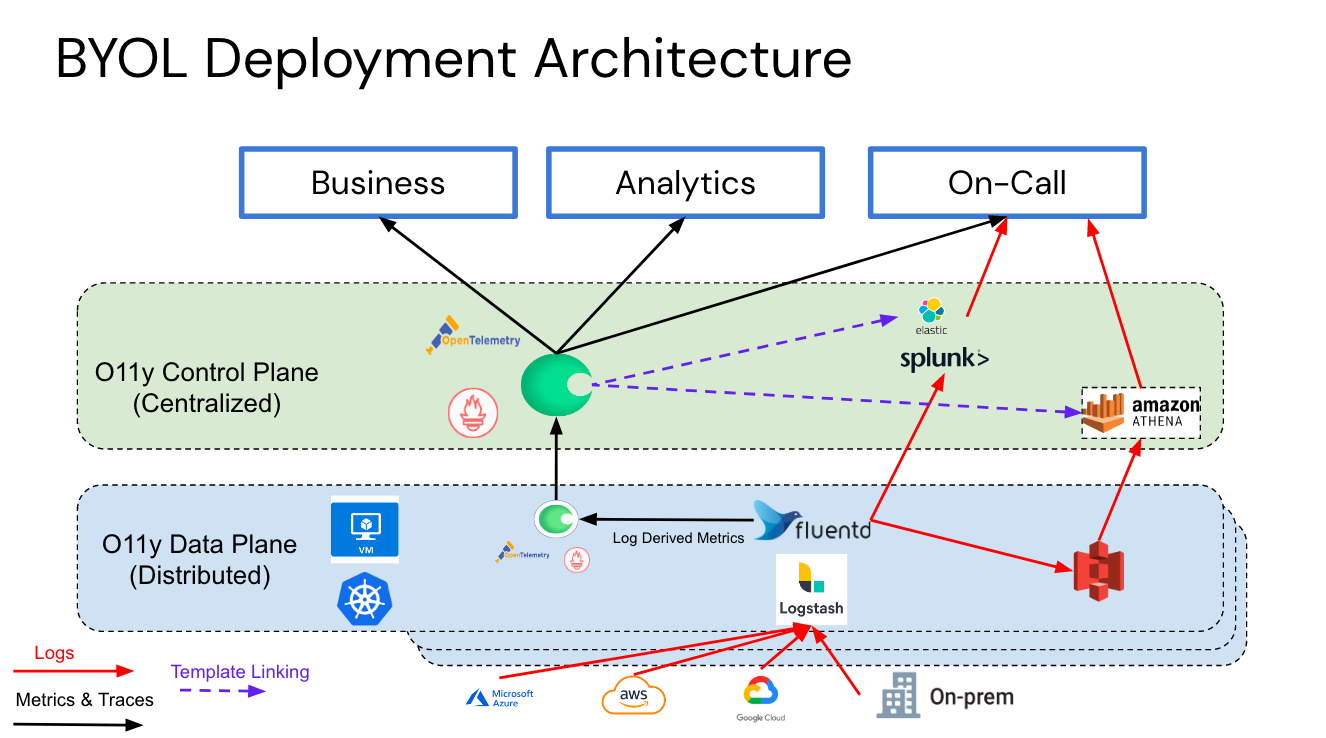 BYOL Deployment Architecture
Business
Analytics
On-Call
OpenTelemetry
elastic
splunk>
O11y Control Plane
(Centralized)
amazon
ATHENA
O11y Data Plane
(Distributed)
VM
OpenTelemetry
Log Derived Metrics
fluentd
Logstash
Logs
Template Linking
Metrics & Traces
Microsoft
Azure
aws
Google Cloud
On-prem